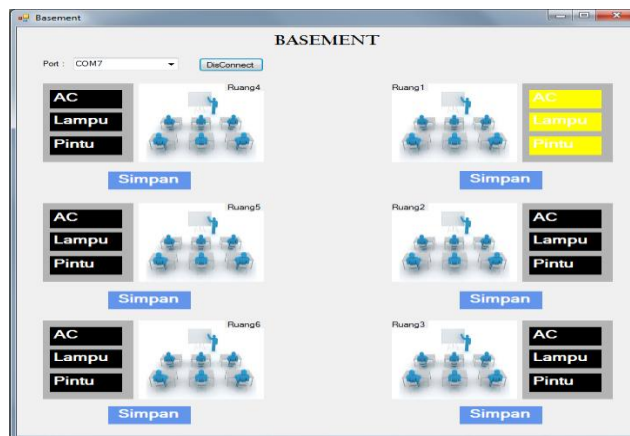 Basement
BASEMENT
Port : COM7 DisConnect
Ruang4
AC
Lampu
Pintu
Simpan
Ruang1
AC
Lampu
Pintu
Simpan
Ruang5
AC
Lampu
Pintu
Simpan
Ruang2
AC
Lampu
Pintu
Simpan
Ruang6
AC
Lampu
Pintu
Simpan
Ruang3
AC
Lampu
Pintu
Simpan